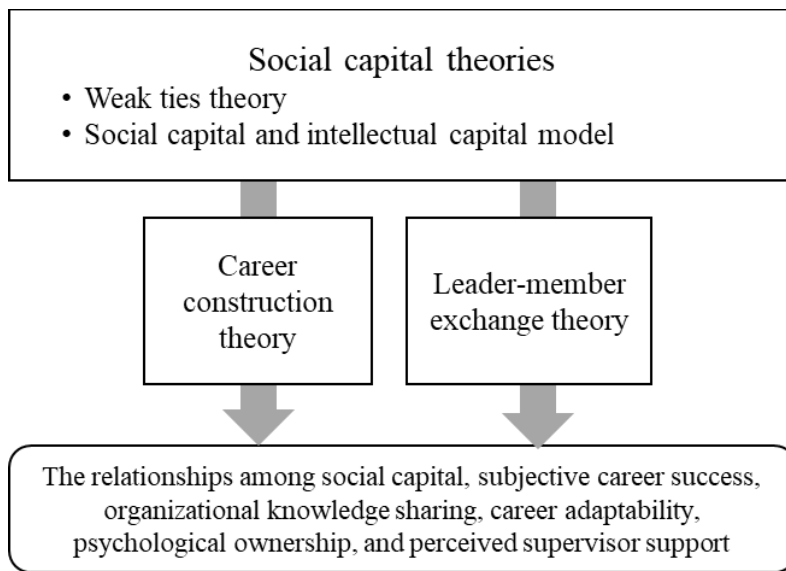 Social capital theories
• Weak ties theory
• Social capital and intellectual capital model
Career
construction
theory
Leader-member
exchange theory
The relationships among social capital, subjective career success,
organizational knowledge sharing, career adaptability,
psychological ownership, and perceived supervisor support